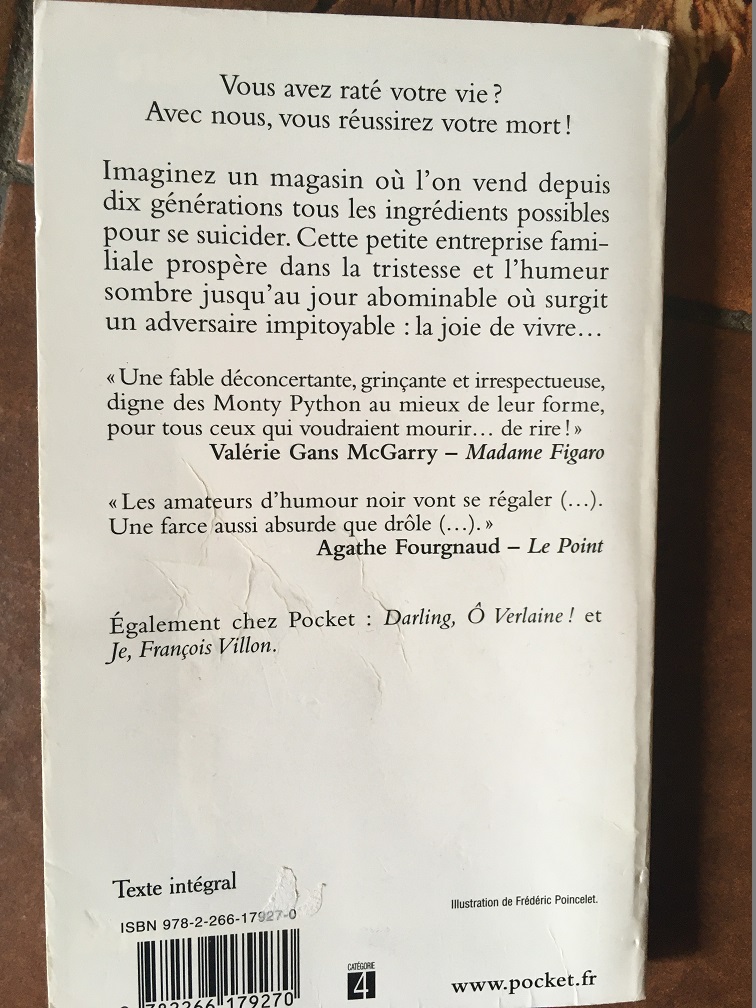 Vous avez raté votre vie ?
Avec nous, vous réussirez votre mort !
Imaginez un magasin où l'on vend depuis
dix générations tous les ingrédients possibles
pour se suicider. Cette petite entreprise fami-
liale prospère dans la tristesse et l'humeur
sombre jusqu'au jour abominable où surgit
un adversaire impitoyable : la joie de vivre...
« Une fable déconcertante, grinçante et irrespectueuse,
digne des Monty Python au mieux de leur forme,
pour tous ceux qui voudraient mourir... de rire ! »
Valérie Gans McGarry – Madame Figaro
« Les amateurs d'humour noir vont se régaler (...).
Une farce aussi absurde que drôle (...). »
Agathe Fourgnaud – Le Point
Également chez Pocket : Darling, Ô Verlaine ! et
Je, François Villon.
Texte intégral
ISBN 978-2-266-17927-0
Illustration de Frédéric Poincelet.
9 782266 179270
CATÉGORIE
4
www.pocket.fr